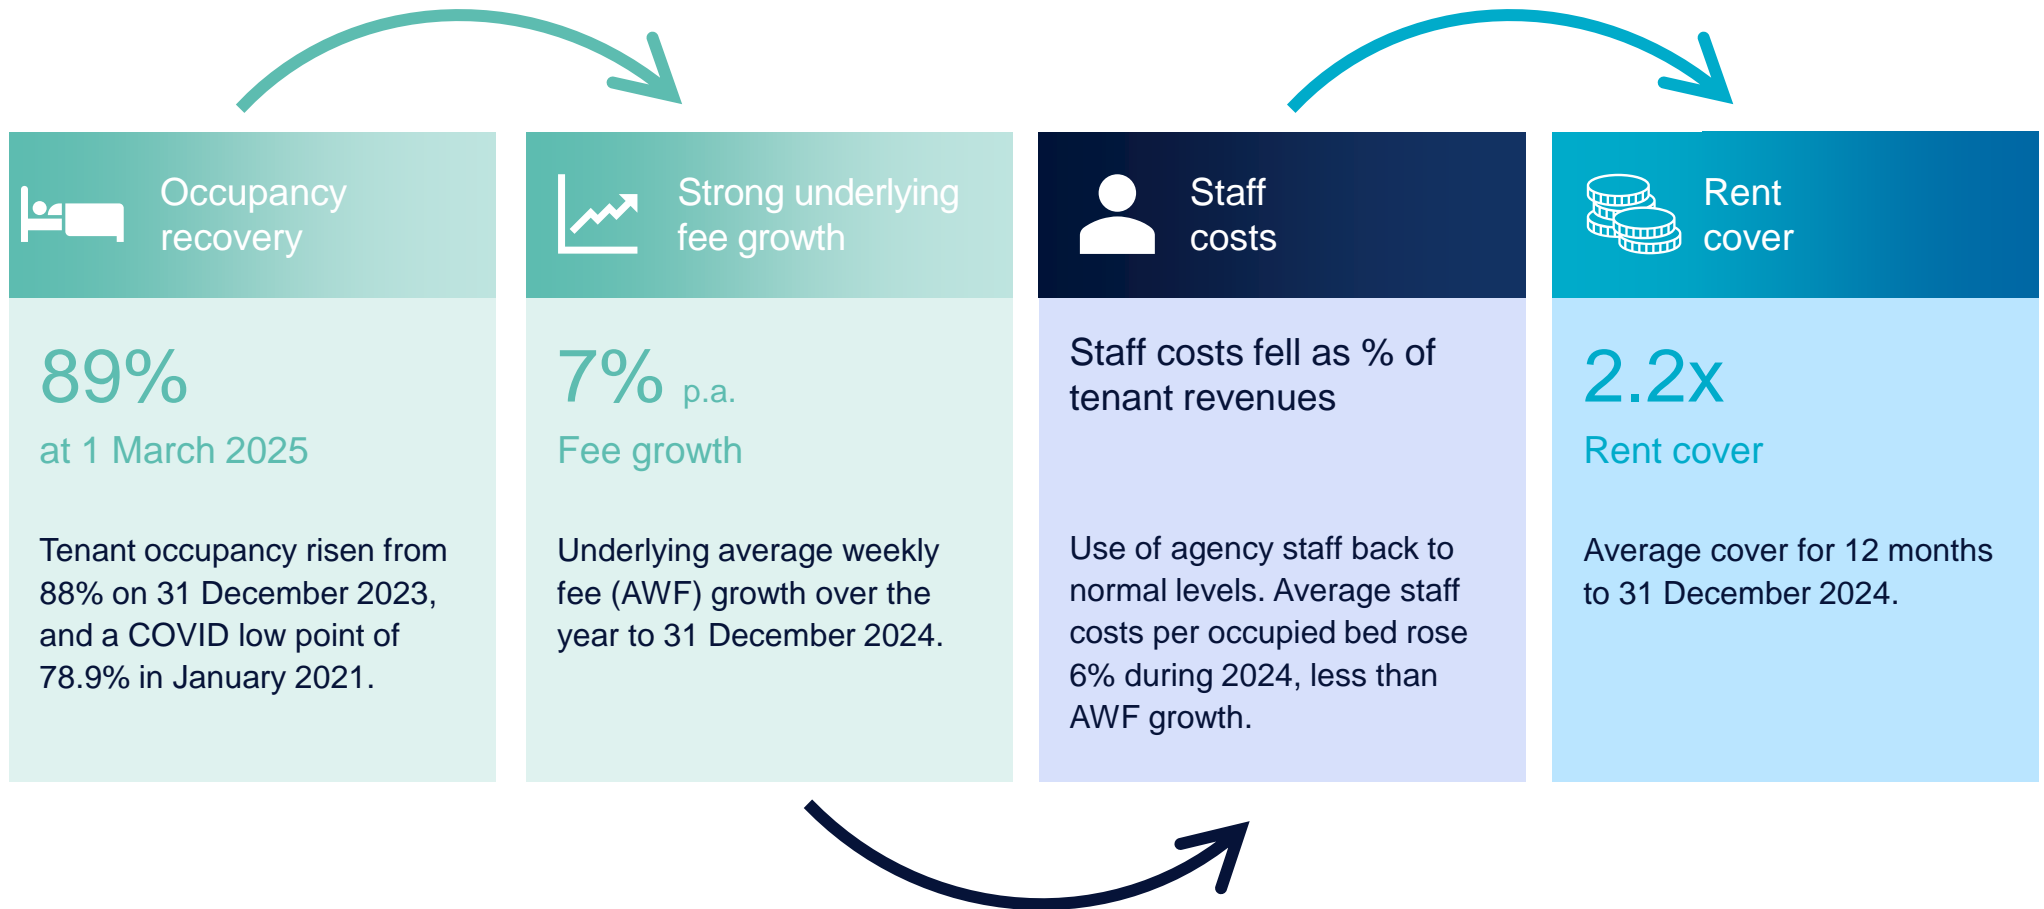 Occupancy
recovery
89%
at 1 March 2025
Tenant occupancy risen from
88% on 31 December 2023,
and a COVID low point of
78.9% in January 2021.
Strong underlying
fee growth
7% p.a.
Fee growth
Underlying average weekly
fee (AWF) growth over the
year to 31 December 2024.
Staff
costs
Staff costs fell as % of
tenant revenues
Use of agency staff back to
normal levels. Average staff
costs per occupied bed rose
6% during 2024, less than
AWF growth.
Rent
cover
2.2x
Rent cover
Average cover for 12 months
to 31 December 2024.